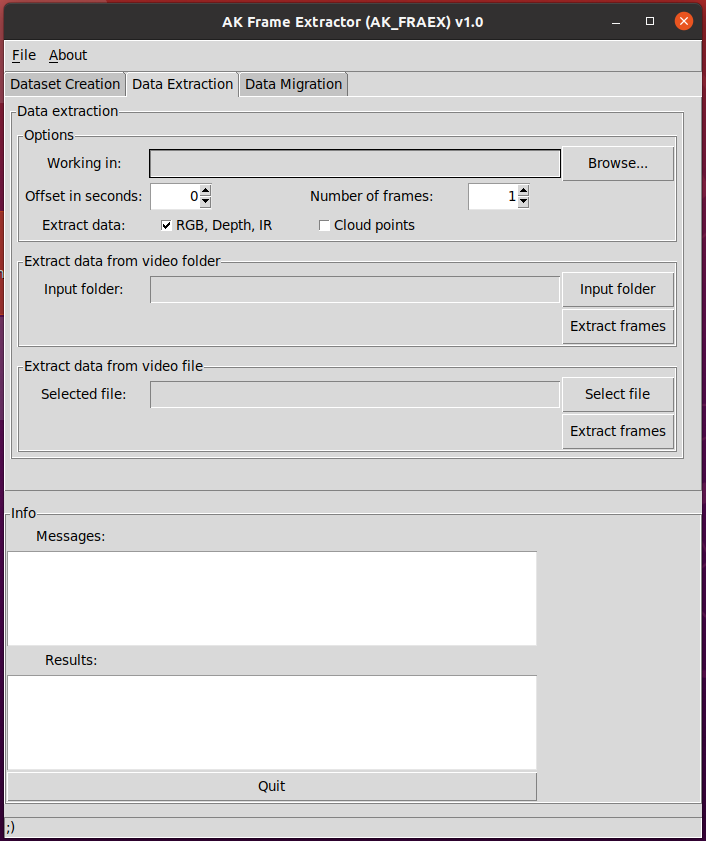 AK Frame Extractor (AK_FRAEX) v1.0
File About
Dataset Creation Data Extraction Data Migration
Data extraction
Options
Working in: Browse...
Offset in seconds: 0 Number of frames: 1
Extract data: RGB, Depth, IR Cloud points
Extract data from video folder
Input folder: Input folder
Extract frames
Extract data from video file
Selected file: Select file
Extract frames
Info
Messages:
Results:
Quit
;)